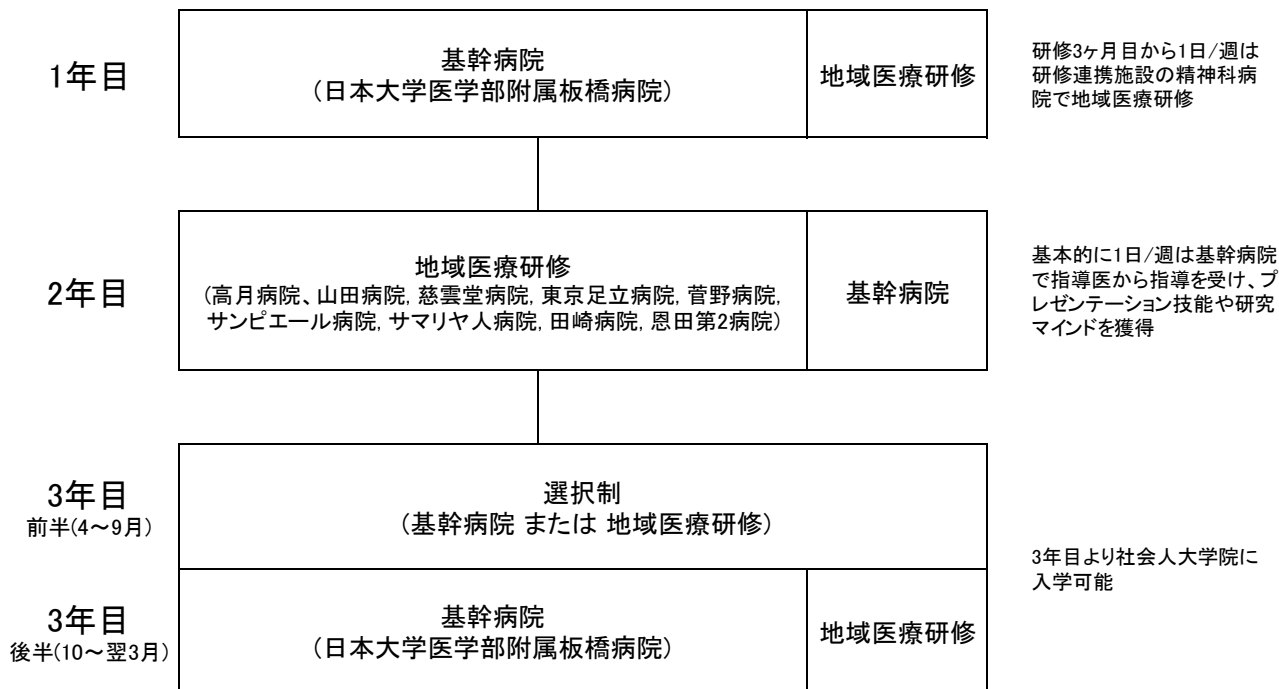 1年目
基幹病院
（日本大学医学部附属板橋病院）
地域医療研修
研修3ヶ月目から1日/週は
研修連携施設の精神科病
院で地域医療研修
2年目
地域医療研修
(高月病院、山田病院, 慈雲堂病院, 東京足立病院, 菅野病院,
サンピエール病院, サマリヤ人病院, 田崎病院, 恩田第2病院）
基幹病院
基本的に1日/週は基幹病院
で指導医から指導を受け、プ
レゼンテーション技能や研究
マインドを獲得
3年目
前半(4～9月)
選択制
（基幹病院 または 地域医療研修）
3年目より社会人大学院に
入学可能
3年目
後半(10～翌3月)
基幹病院
（日本大学医学部附属板橋病院）
地域医療研修